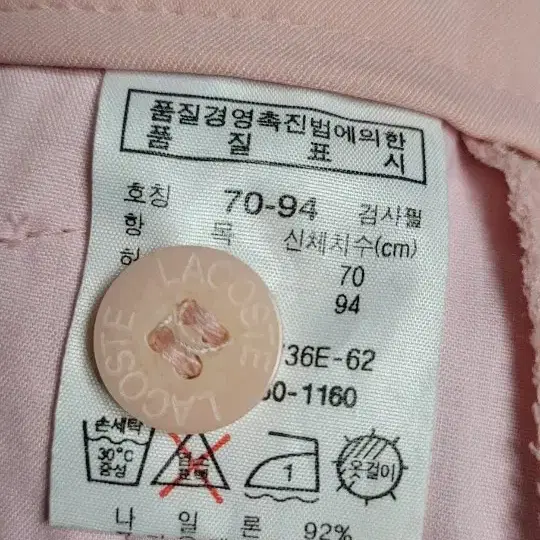 품질경영촉진법에의한
품 질 표 시
호칭 70-94 검사필
항 목 신체치수(cm)
70
94
LACOSTE LACOSTE
36E-62
0-1160
손세탁
30℃
중성
1
옷걸이
나 일 론 92%